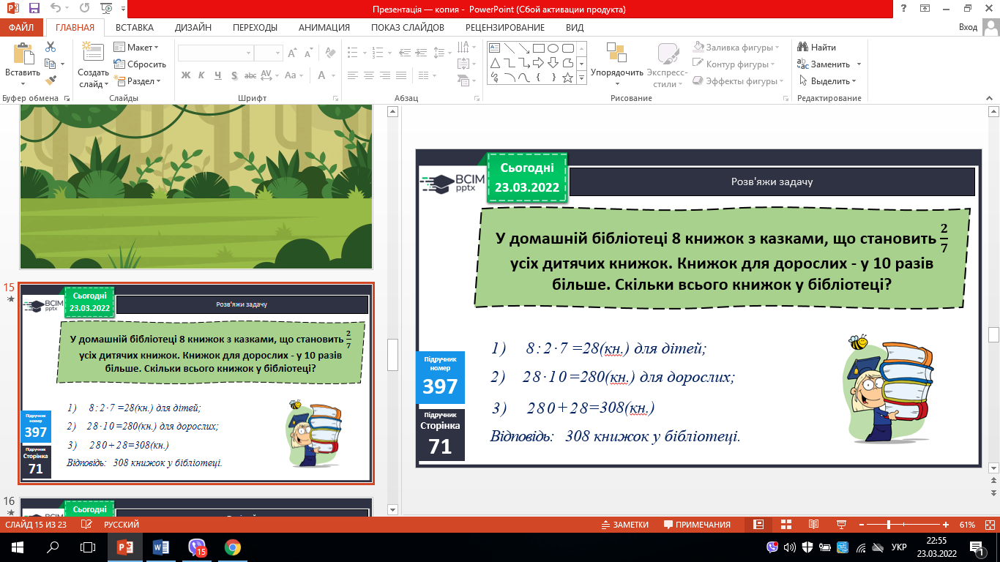 Презентація — копия - PowerPoint (Сбой активации продукта)
ФАЙЛ ГЛАВНАЯ ВСТАВКА ДИЗАЙН ПЕРЕХОДЫ АНИМАЦИЯ ПОКАЗ СЛАЙДОВ РЕЦЕНЗИРОВАНИЕ ВИД Вход
Вставить
Создать слайд
Макет
Сбросить
Раздел
Ж К Ч S abc AV Aa А
Упорядочить
Экспресс-стили
Заливка фигуры
Контур фигуры
Эффекты фигуры
Найти
Заменить
Выделить
Буфер обмена Слайды Шрифт Абзац Рисование Редактирование
15
Сьогодні
23.03.2022
BCIM
pptx
Розв'яжи задачу
У домашній бібліотеці 8 книжок з казками, що становить 2/7
усіх дитячих книжок. Книжок для дорослих - у 10 разів
більше. Скільки всього книжок у бібліотеці?
1) 8 : 2 · 7 =28(кн.) для дітей;
2) 28 · 10 =280(кн.) для дорослих;
3) 280 + 28=308(кн.)
Відповідь: 308 книжок у бібліотеці.
Підручник
номер
397
Підручник
Сторінка
71
16
Сьогодні
BCIM
Сьогодні
23.03.2022
BCIM
pptx
Розв'яжи задачу
У домашній бібліотеці 8 книжок з казками, що становить 2/7
усіх дитячих книжок. Книжок для дорослих - у 10 разів
більше. Скільки всього книжок у бібліотеці?
1) 8 : 2 · 7 =28(кн.) для дітей;
2) 28 · 10 =280(кн.) для дорослих;
3) 280 + 28=308(кн.)
Відповідь: 308 книжок у бібліотеці.
Підручник
номер
397
Підручник
Сторінка
71
СЛАЙД 15 ИЗ 23 РУССКИЙ ЗАМЕТКИ ПРИМЕЧАНИЯ 61%
15
УКР
22:55
23.03.2022
1